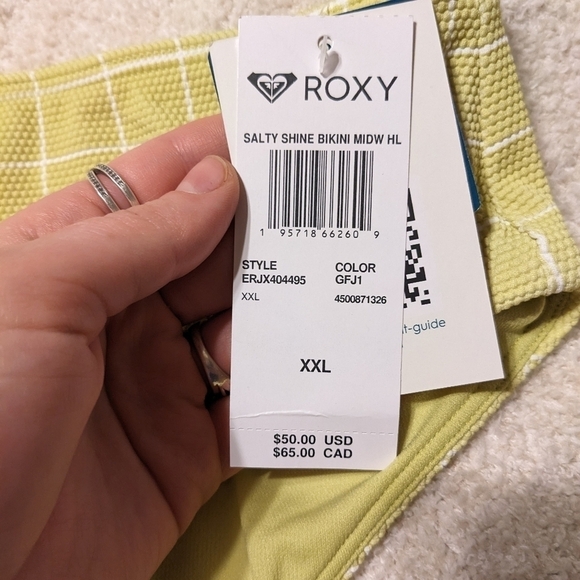 ROXY
SALTY SHINE BIKINI MIDW HL
1 95718 66260 9
STYLE COLOR
ERJX404495 GFJ1
XXL 4500871326
XXL
$50.00 USD
$65.00 CAD
-guide